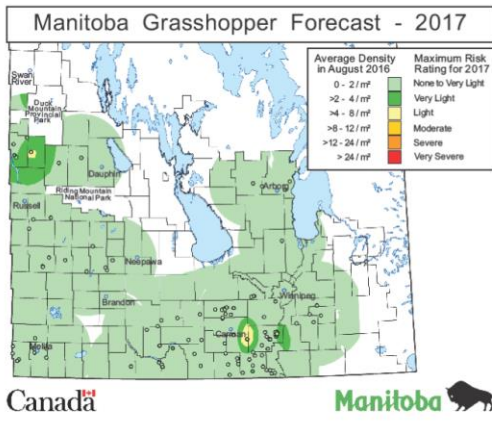 Manitoba Grasshopper Forecast - 2017
Average Density in August 2016
Maximum Risk Rating for 2017
0 - 2 / m² None to Very Light
>2 - 4 / m² Very Light
>4 - 8 / m² Light
>8 - 12 / m² Moderate
>12 - 24 / m² Severe
> 24 / m² Very Severe
Swan
River
Duck
Mountain
Provincial
Park
Dauphin
Riding Mountain
National Park
Arborg
Russell
Neepawa
Brandon
Winnipeg
Carman
Melita
Canada
Manitoba